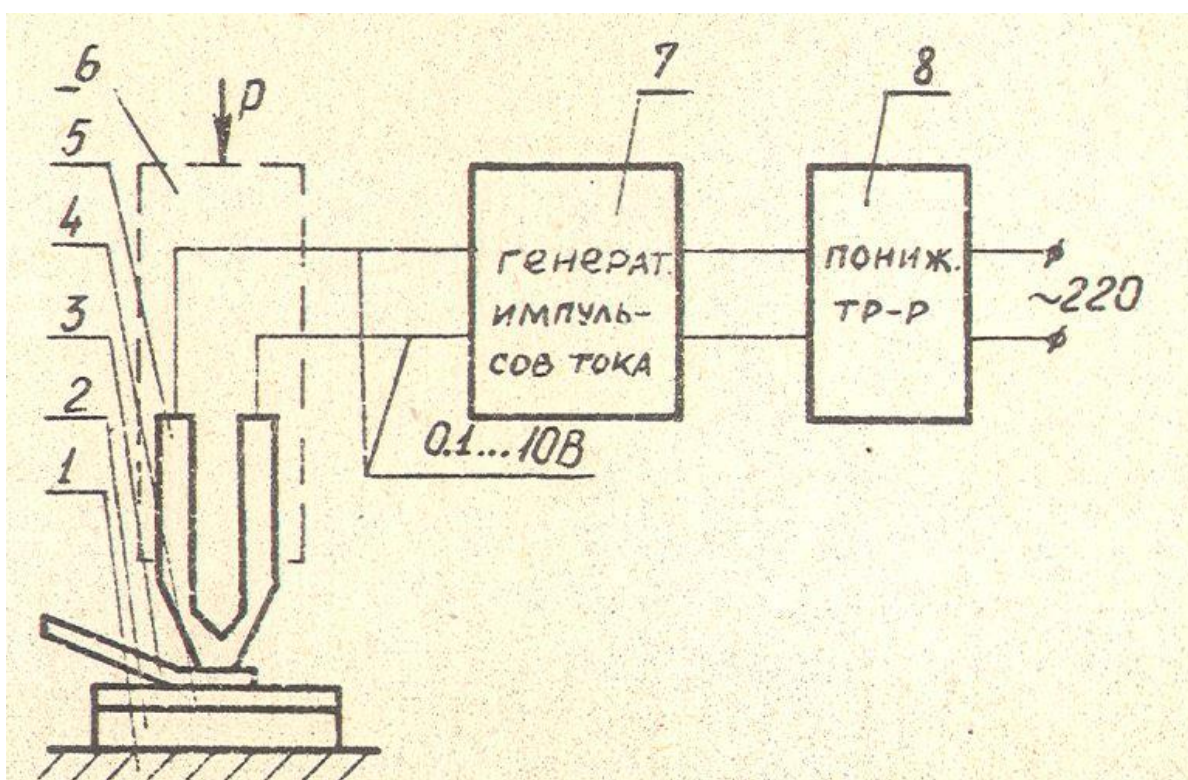 6
P
7
8
5
4
3
2
1
ГЕНЕРАТ.
ИМПУЛЬ-
СОВ ТОКА
ПОНИЖ.
ТР-Р
~220
0.1...10В